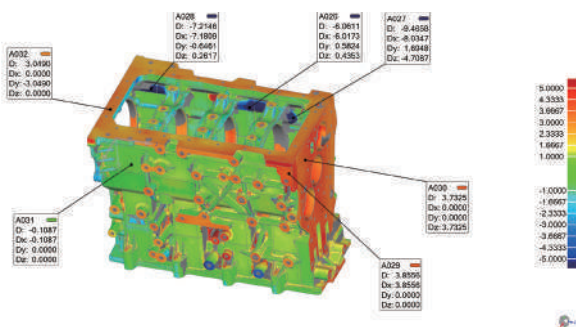 A028
D: -7.2146
Dx: -7.1809
Dy: -0.6461
Dz: 0.2617
A026
D: -6.0611
Dx: -6.0173
Dy: 0.5824
Dz: 0.4353
A027
D: -9.4658
Dx: -8.0347
Dy: 1.6948
Dz: -4.7087
A032
D: 3.0490
Dx: 0.0000
Dy: -3.0490
Dz: 0.0000
A030
D: 3.7325
Dx: 0.0000
Dy: 0.0000
Dz: 3.7325
A031
D: -0.1087
Dx: -0.1087
Dy: 0.0000
Dz: 0.0000
A029
D: 3.8556
Dx: 3.8556
Dy: 0.0000
Dz: 0.0000
5.0000
4.3333
3.6667
3.0000
2.3333
1.6667
1.0000
-1.0000
-1.6667
-2.3333
-3.0000
-3.6667
-4.3333
-5.0000